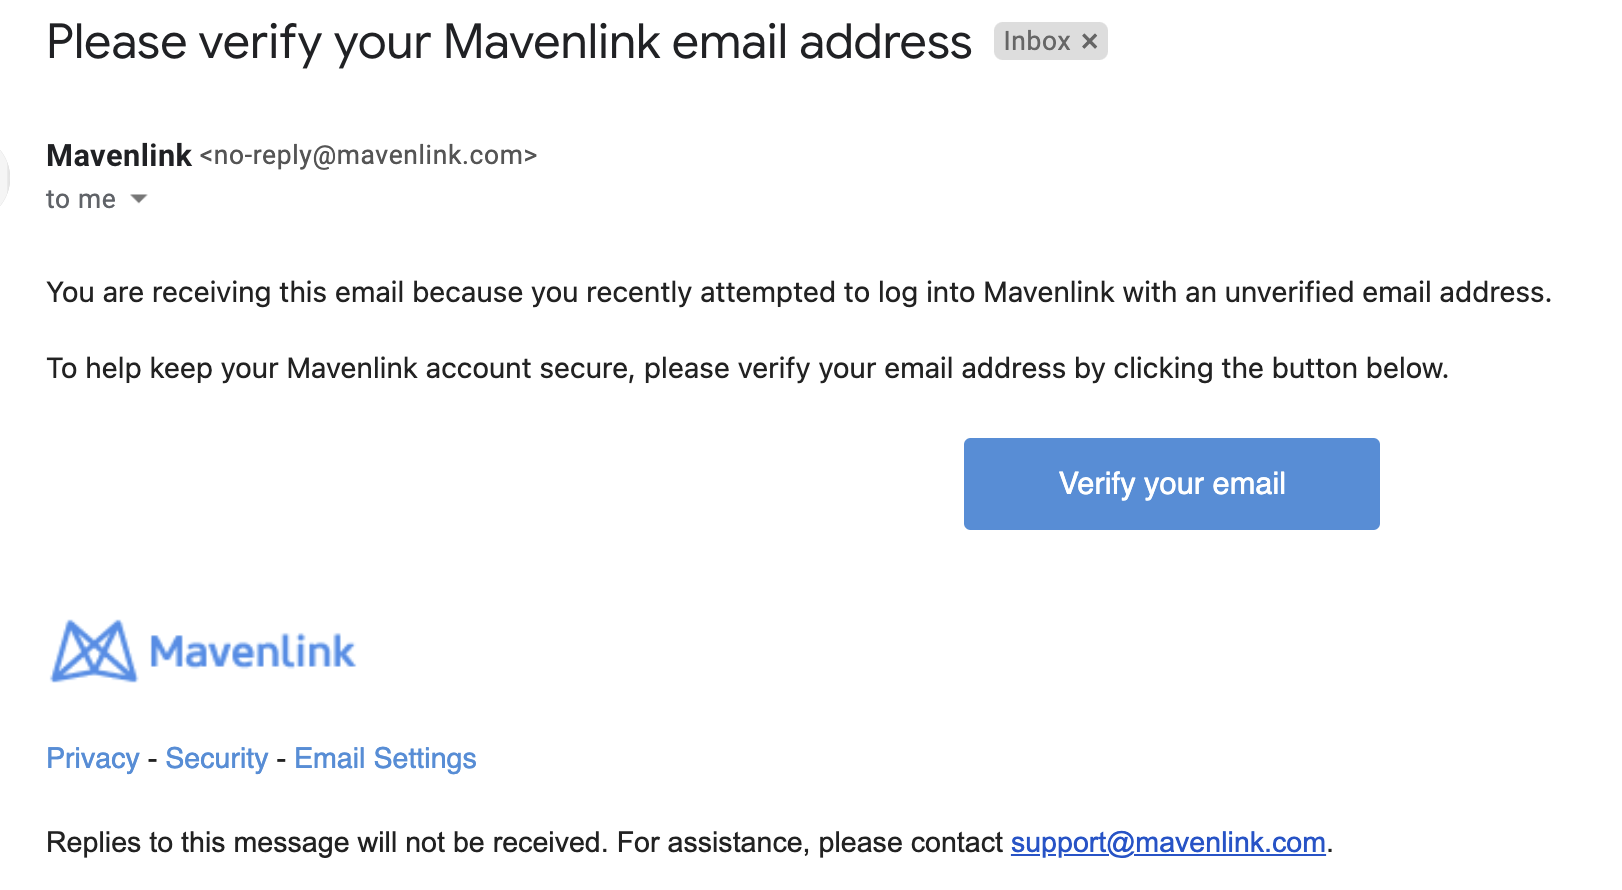 Please verify your Mavenlink email address Inbox ×
Mavenlink <no-reply@mavenlink.com>
to me
You are receiving this email because you recently attempted to log into Mavenlink with an unverified email address.
To help keep your Mavenlink account secure, please verify your email address by clicking the button below.
Verify your email
Mavenlink
Privacy - Security - Email Settings
Replies to this message will not be received. For assistance, please contact support@mavenlink.com.